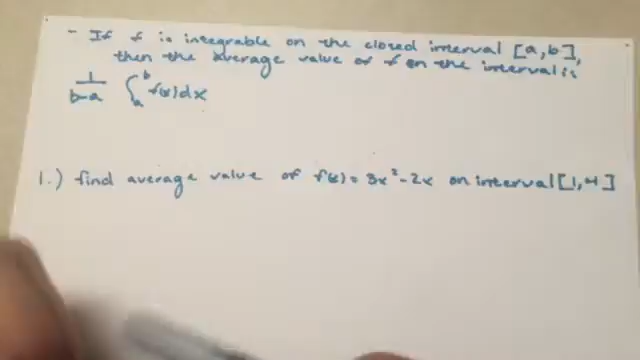 - If f is integrable on the closed interval [a,b],
then the average value of f on the interval is
1/(b-a) ∫_a^b f(x)dx
1.) find average value of f(x) = 3x² - 2x on interval [1,4]